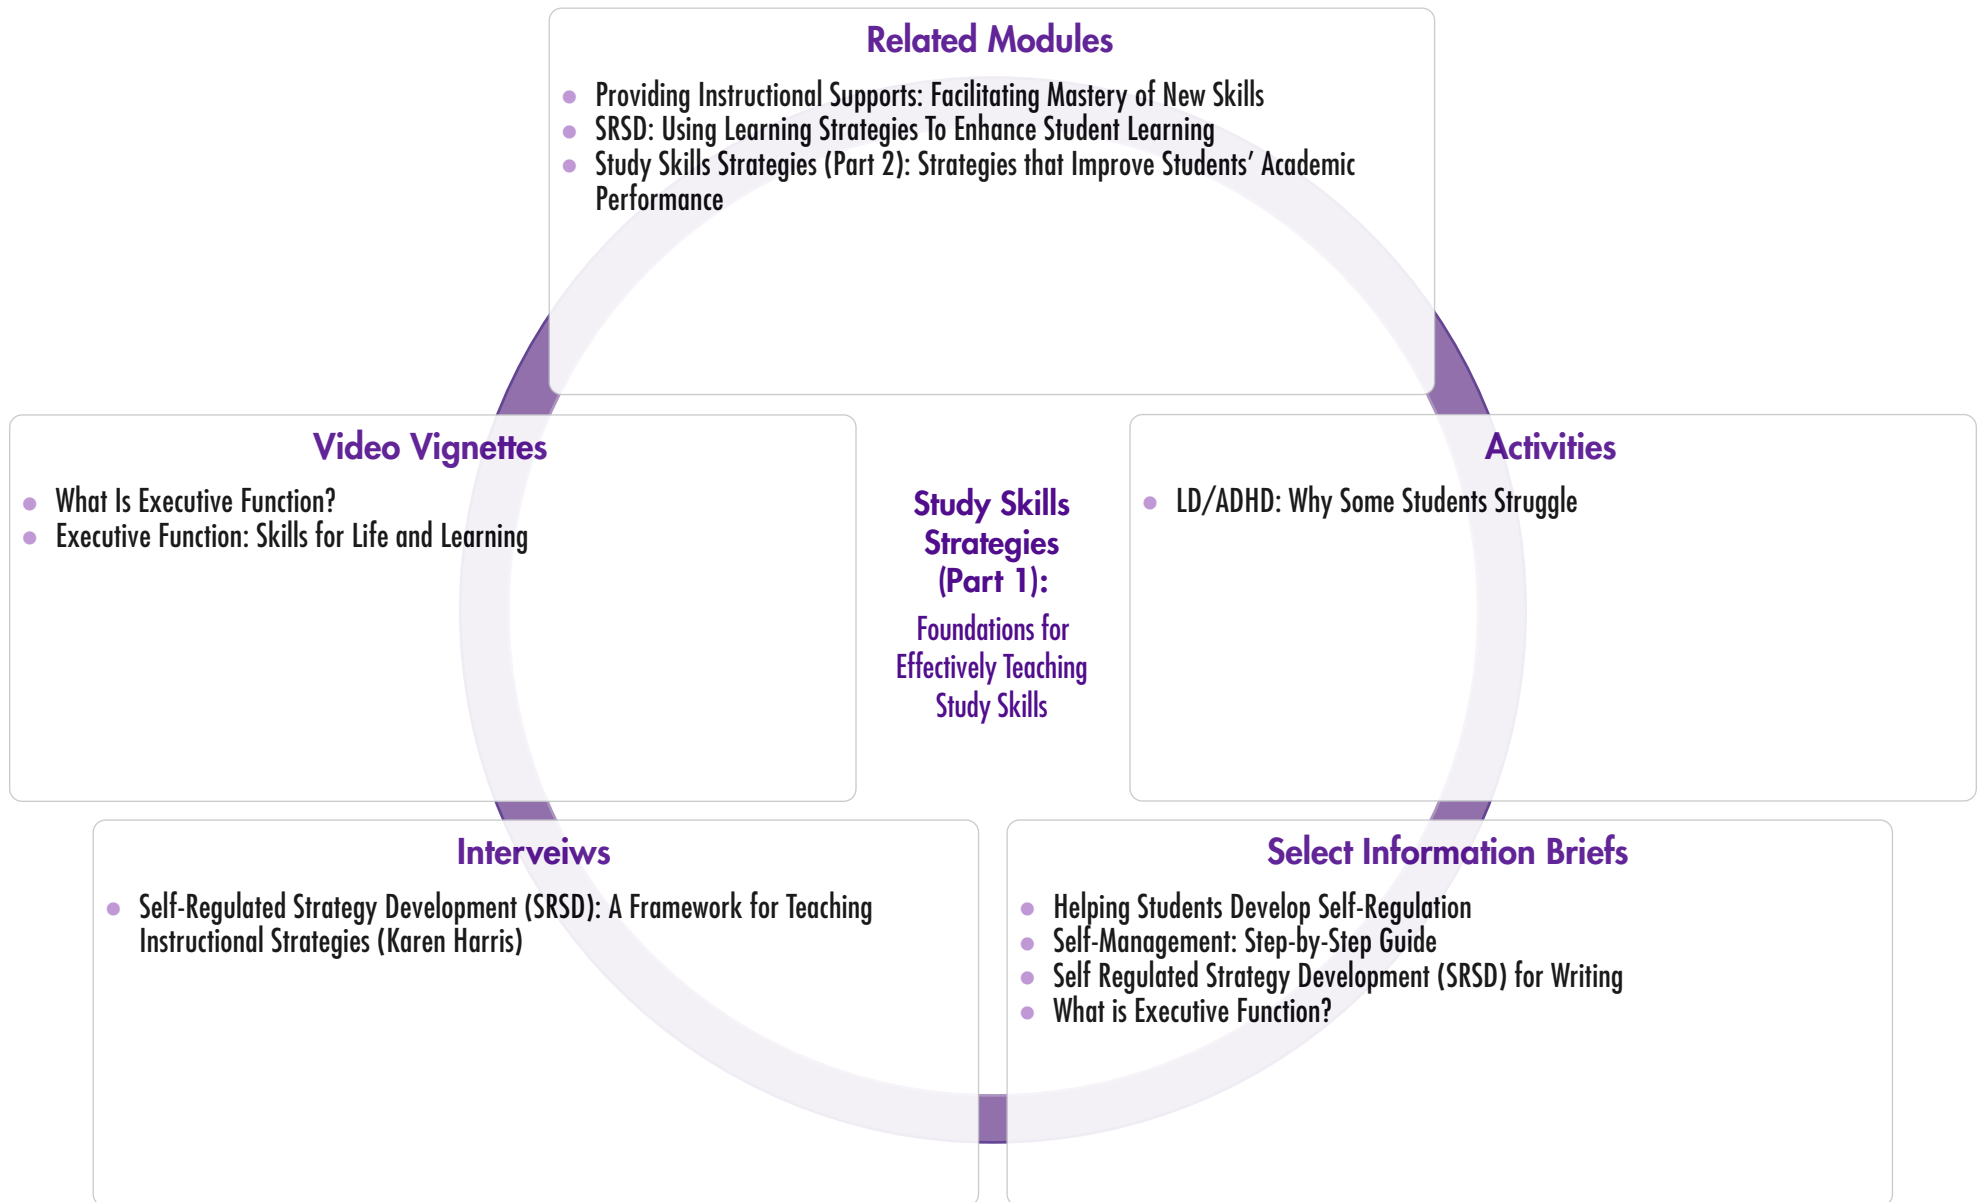 Related Modules
Providing Instructional Supports: Facilitating Mastery of New Skills
SRSD: Using Learning Strategies To Enhance Student Learning
Study Skills Strategies (Part 2): Strategies that Improve Students’ Academic
Performance
Video Vignettes
What Is Executive Function?
Executive Function: Skills for Life and Learning
Study Skills
Strategies
(Part 1):
Foundations for
Effectively Teaching
Study Skills
Activities
LD/ADHD: Why Some Students Struggle
Interveiws
Self-Regulated Strategy Development (SRSD): A Framework for Teaching
Instructional Strategies (Karen Harris)
Select Information Briefs
Helping Students Develop Self-Regulation
Self-Management: Step-by-Step Guide
Self Regulated Strategy Development (SRSD) for Writing
What is Executive Function?